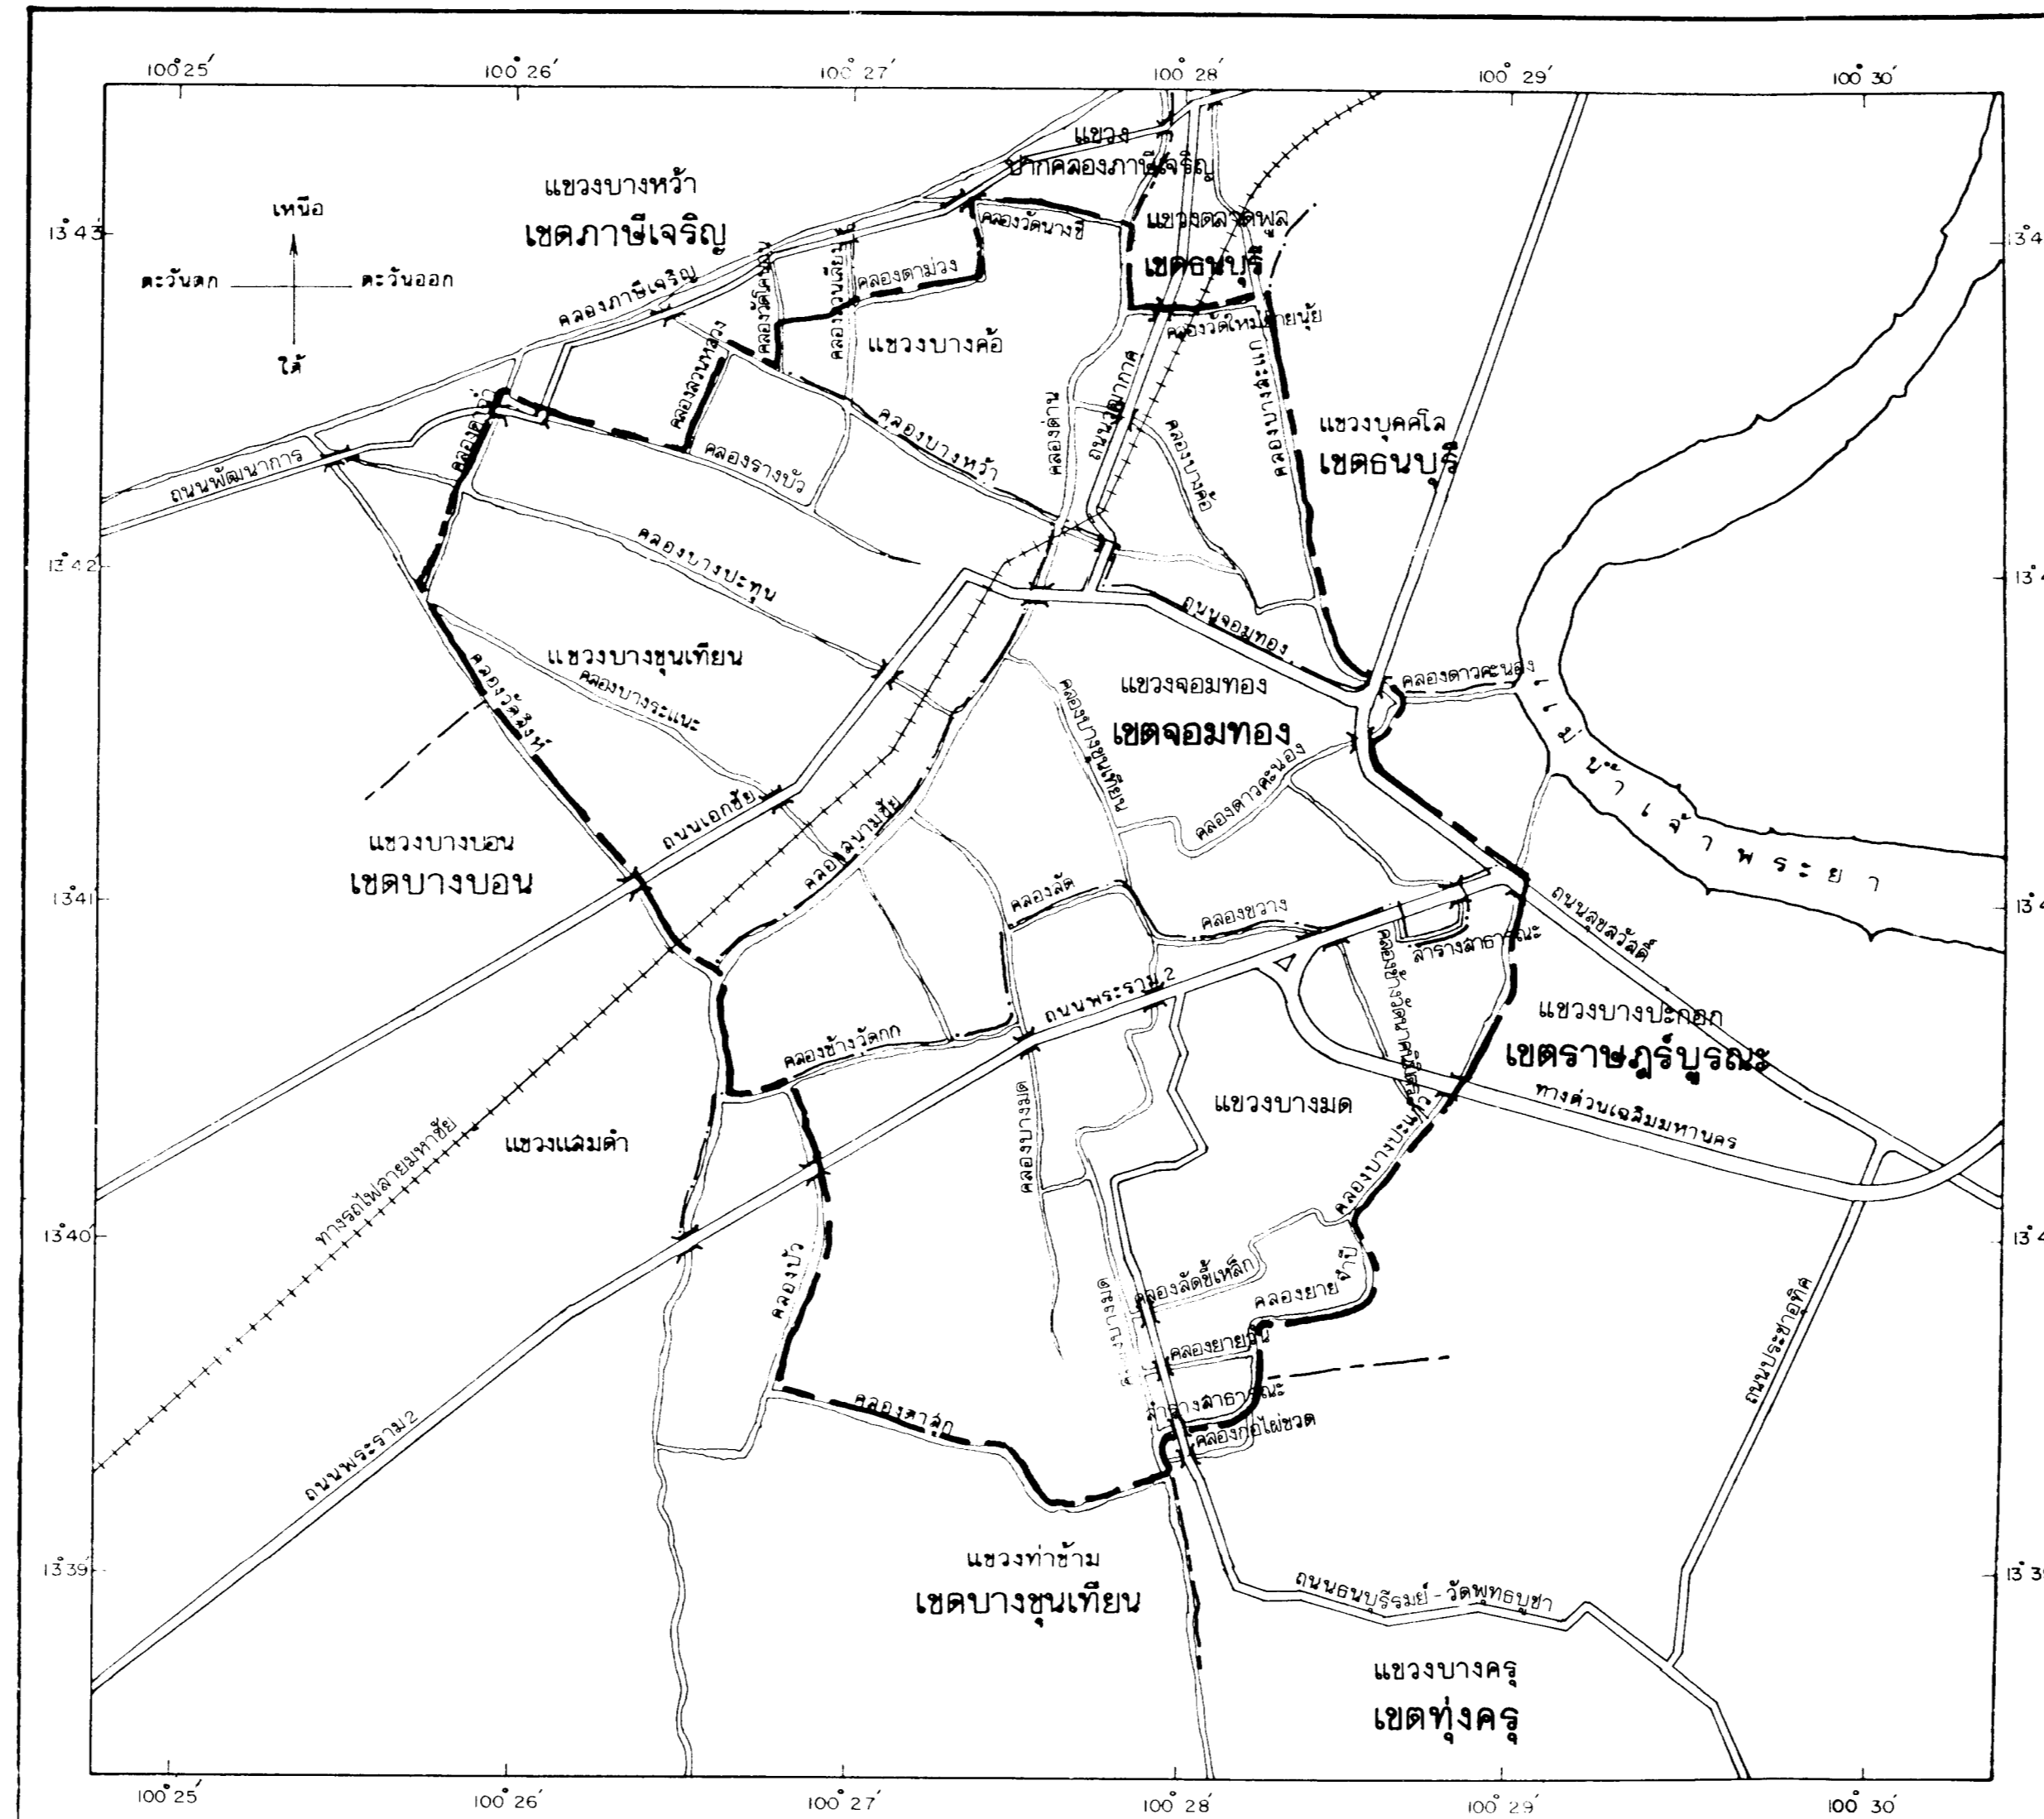 100°25′
100°26′
100°27′
100°28′
100°29′
100°30′
แขวง
ปากคลองภาษีเจริญ
แขวงบางหว้า
เขตภาษีเจริญ
เหนือ
ตะวันตก
ตะวันออก
ใต้
13°43′
คลองวัดนางชี
แขวงตลาดพลู
เขตธนบุรี
คลองตาม่วง
คลองภาษีเจริญ
คลองสวนหลวง
แขวงบางค้อ
คลองวัดใหม่ยายนุ้ย
คลองบางสะแก
แขวงบุคคโล
เขตธนบุรี
คลองด่าน
ถนนวุฒากาศ
คลองบางค้อ
คลองบางหว้า
คลองรางบัว
ถนนพัฒนาการ
13°42′
คลองบางประทุน
ถนนจอมทอง
คลองดาวคะนอง
แม่น้ำเจ้าพระยา
แขวงบางขุนเทียน
คลองบางระแนะ
คลองวัดสิงห์
แขวงจอมทอง
เขตจอมทอง
คลองบางขุนเทียน
คลองดาวคะนอง
แขวงบางบอน
เขตบางบอน
ถนนเอกชัย
คลองสนามชัย
13°41′
คลองลัด
คลองขวาง
ลำรางสาธารณะ
ถนนสุขสวัสดิ์
ถนนพระราม 2
แขวงบางปะกอก
เขตราษฎร์บูรณะ
ทางด่วนเฉลิมมหานคร
คลองข้างวัดกก
คลองบางมด
แขวงบางมด
แขวงแสมดำ
ทางรถไฟสายมหาชัย
13°40′
คลองบัว
คลองบางมด
คลองลัดขี้เหล็ก
คลองยายจำปี
ถนนประชาอุทิศ
ลำรางสาธารณะ
คลองกอไผ่ขวด
คลองตาสุก
ถนนพระราม 2
13°39′
แขวงท่าข้าม
เขตบางขุนเทียน
ถนนธนบุรีรมย์ - วัดพุทธบูชา
แขวงบางครุ
เขตทุ่งครุ
100°25′
100°26′
100°27′
100°28′
100°29′
100°30′